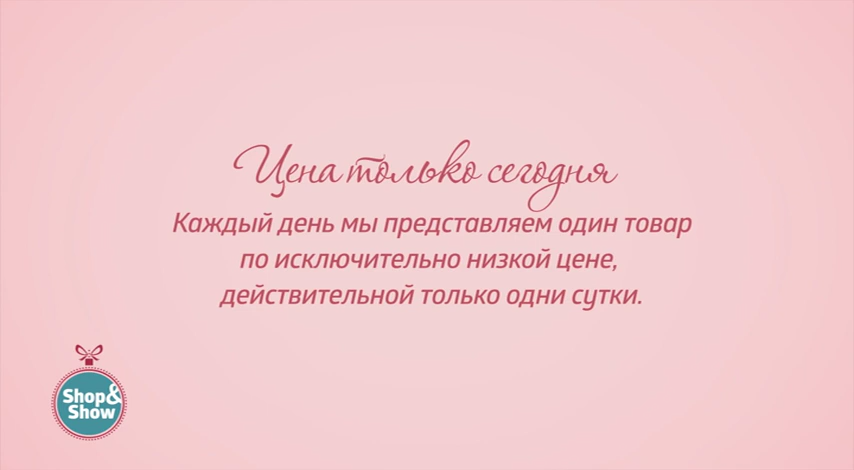 Цена только сегодня
Каждый день мы представляем один товар
по исключительно низкой цене,
действительной только одни сутки.
Shop&
Show